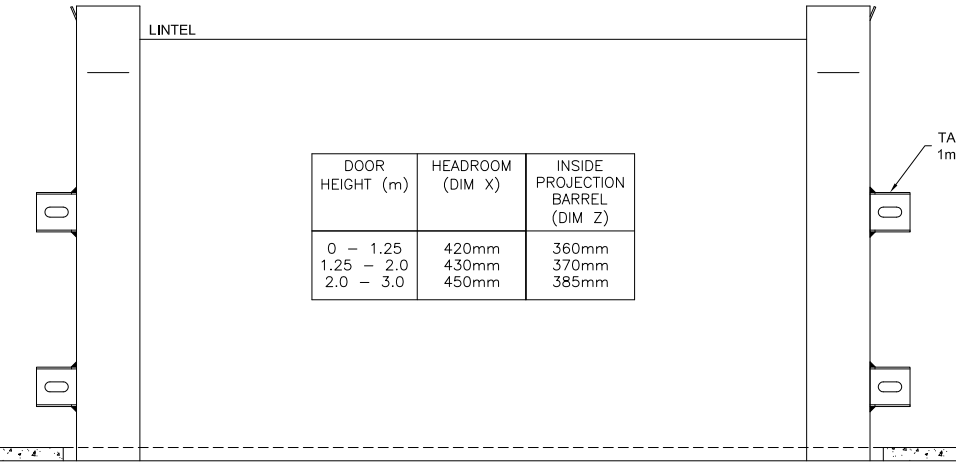 LINTEL
TA
1m
DOOR HEADROOM INSIDE
HEIGHT (m) (DIM X) PROJECTION
BARREL
(DIM Z)
0 - 1.25 420mm 360mm
1.25 - 2.0 430mm 370mm
2.0 - 3.0 450mm 385mm